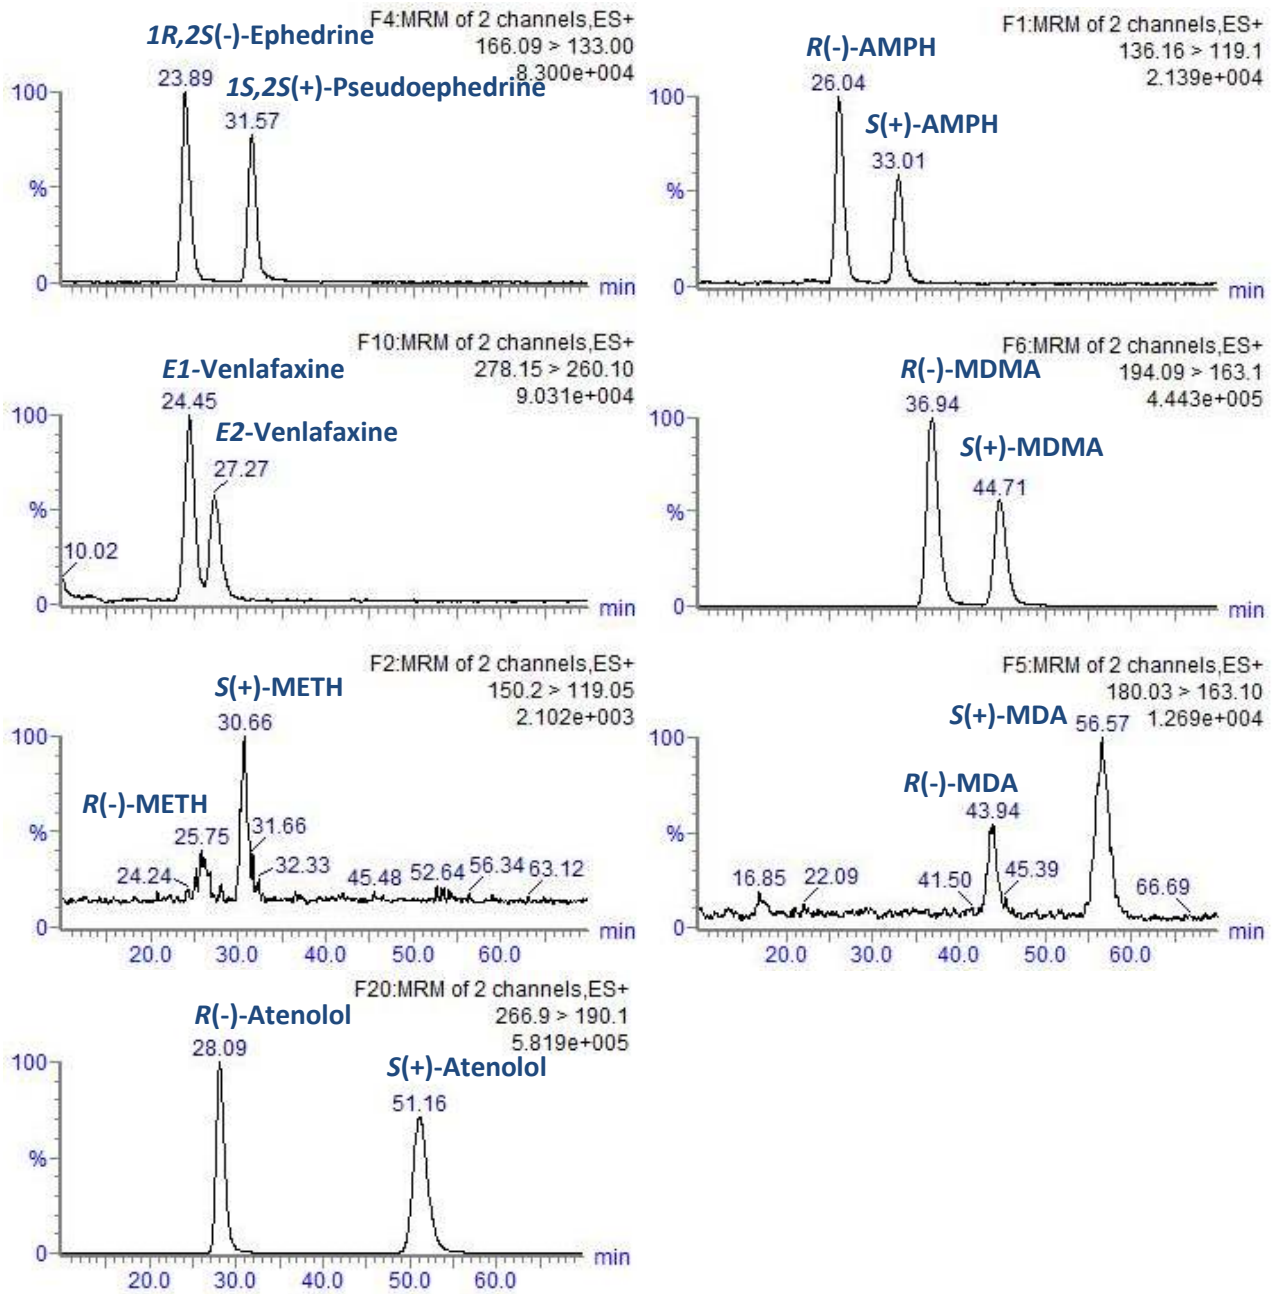 F4:MRM of 2 channels,ES+
1R,2S(-)-Ephedrine
166.09 > 133.00
8.300e+004
23.89
1S,2S(+)-Pseudoephedrine
31.57
100
%
0
min
F1:MRM of 2 channels,ES+
R(-)-AMPH
136.16 > 119.1
2.139e+004
26.04
S(+)-AMPH
33.01
100
%
0
min
F10:MRM of 2 channels,ES+
E1-Venlafaxine
278.15 > 260.10
9.031e+004
24.45
E2-Venlafaxine
27.27
10.02
100
%
0
min
F6:MRM of 2 channels,ES+
R(-)-MDMA
194.09 > 163.1
4.443e+005
36.94
S(+)-MDMA
44.71
100
%
0
min
F2:MRM of 2 channels,ES+
S(+)-METH
150.2 > 119.05
2.102e+003
30.66
R(-)-METH
25.75
31.66
24.24
32.33
45.48
52.64
56.34
63.12
100
%
0
min
20.0 30.0 40.0 50.0 60.0
F5:MRM of 2 channels,ES+
180.03 > 163.10
S(+)-MDA
56.57
1.269e+004
R(-)-MDA
43.94
16.85
22.09
41.50
45.39
66.69
100
%
0
min
20.0 30.0 40.0 50.0 60.0
F20:MRM of 2 channels,ES+
R(-)-Atenolol
266.9 > 190.1
5.819e+005
28.09
S(+)-Atenolol
51.16
100
%
0
min
20.0 30.0 40.0 50.0 60.0